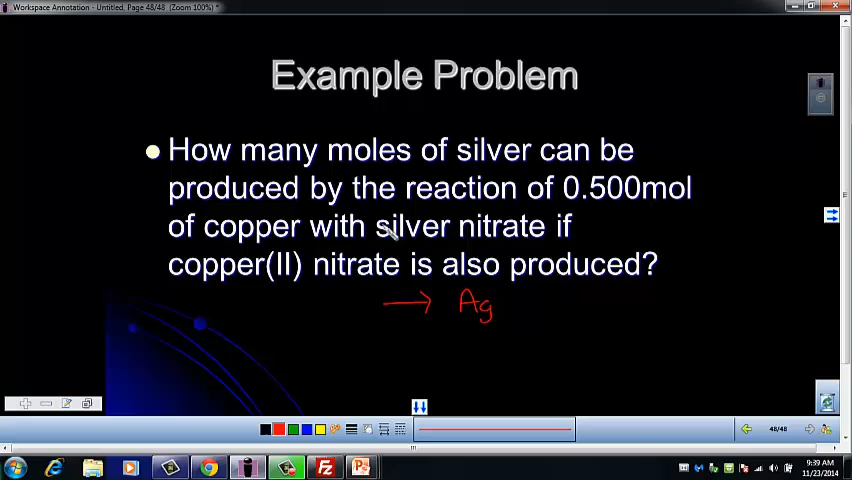 Workspace Annotation - Untitled, Page 48/48 (Zoom 100%) *
Example Problem
How many moles of silver can be
produced by the reaction of 0.500mol
of copper with silver nitrate if
copper(II) nitrate is also produced?
→ Ag
48/48
9:39 AM
11/23/2014